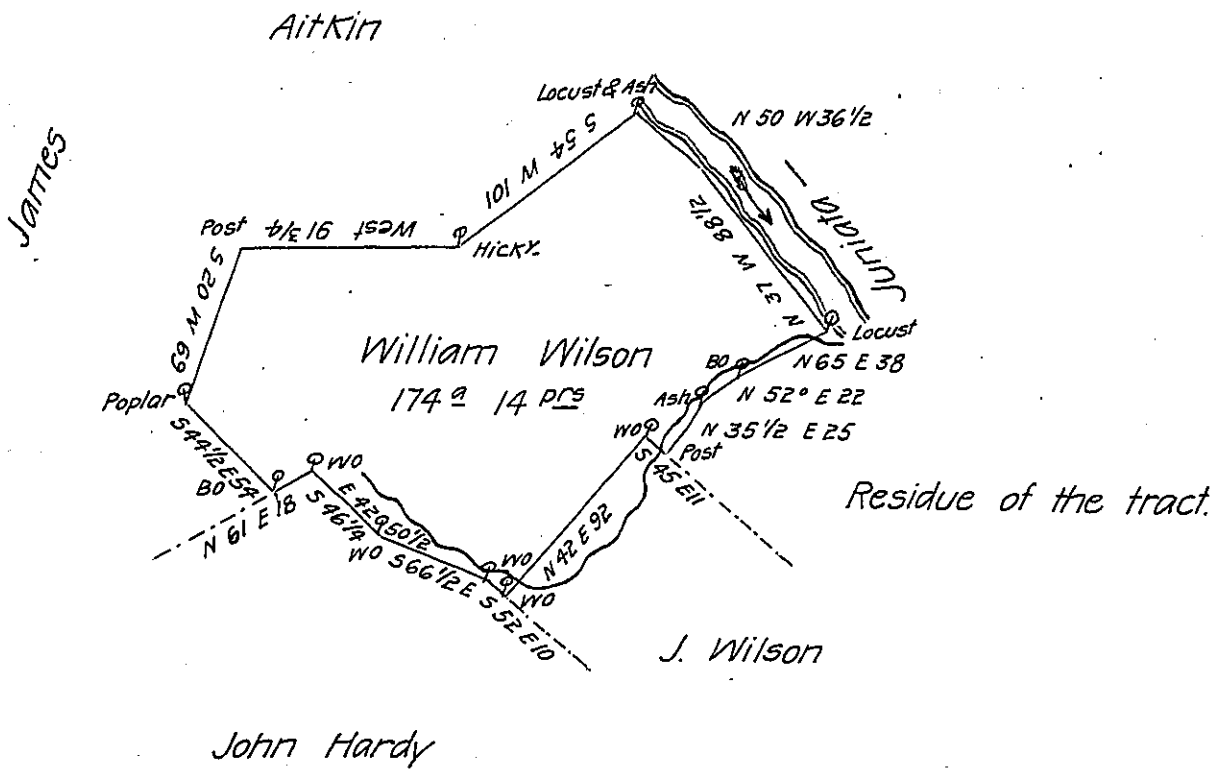 Aitkin
James
Locust & Ash
N 50 W 36 1/2
S 54 W 101
Juniata
Post
West 91 3/4
Hicky.
N 37 W 88 1/2
S 20 W 69
Locust
William Wilson
174 a 14 prs
BO
N 65 E 38
N 52° E 22
Ash
N 35 1/2 E 25
Poplar
WO
Post
S 45 E 11
S 44 1/2 E 54
BO
WO
N 61 E 18
S 46 1/4 E 42
WO
S 66 1/2 E 50 1/2
WO
N 42 E 92
WO
S 52 E 10
Residue of the tract.
J. Wilson
John Hardy